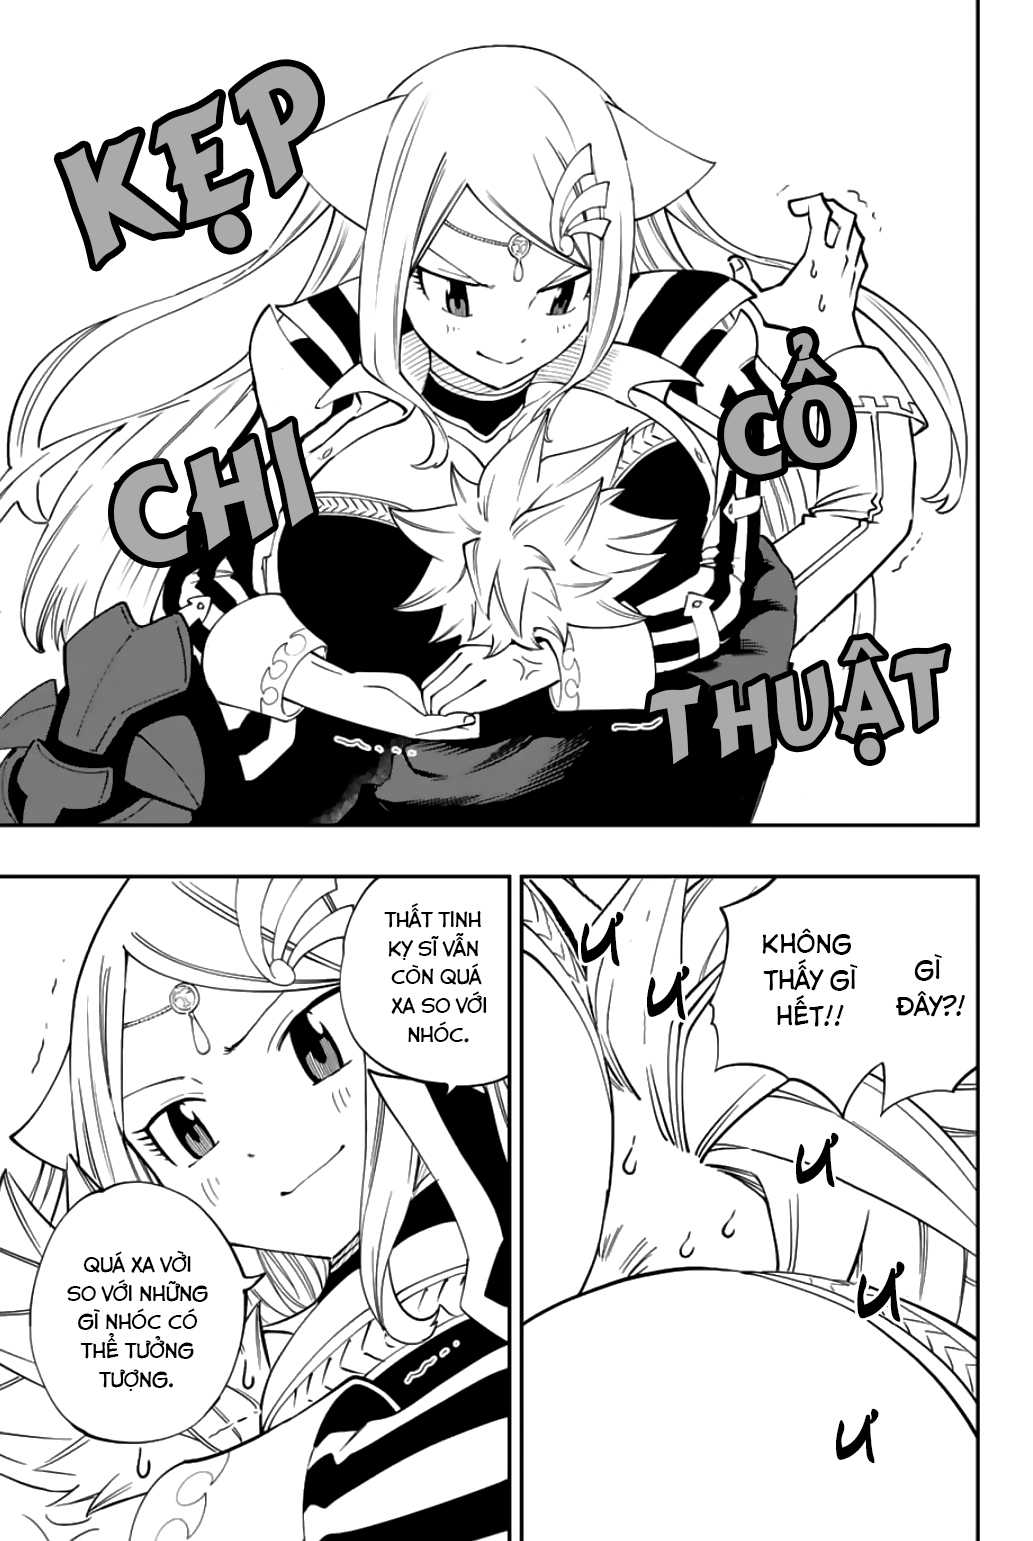 KẸP
CHI
CỔ
THUẬT
GÌ
ĐÂY?!
KHÔNG
THẤY GÌ
HẾT!!
Ư
Ư
Ư
Ư
Ư
THẤT TINH
KỴ SĨ VẪN
CÒN QUÁ
XA SO VỚI
NHÓC.
QUÁ XA VỜI
SO VỚI NHỮNG
GÌ NHÓC CÓ
THỂ TƯỞNG
TƯỢNG.